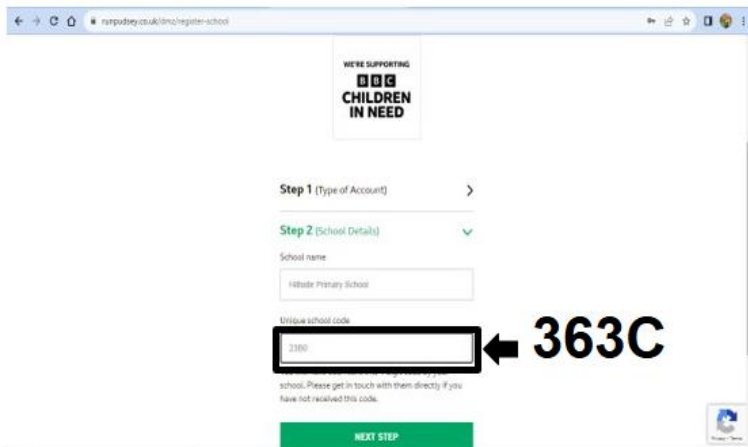 runpudsey.co.uk/dmz/register-school
WE'RE SUPPORTING
BBC
CHILDREN
IN NEED
Step 1 (Type of Account)
Step 2 (School Details)
School name
Hillside Primary School
Unique school code
363C
school. Please get in touch with them directly if you
have not received this code.
NEXT STEP